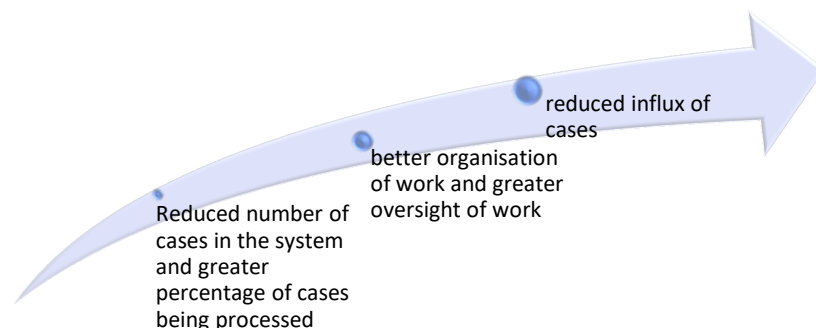 Reduced number of
cases in the system
and greater
percentage of cases
being processed
better organisation
of work and greater
oversight of work
reduced influx of
cases